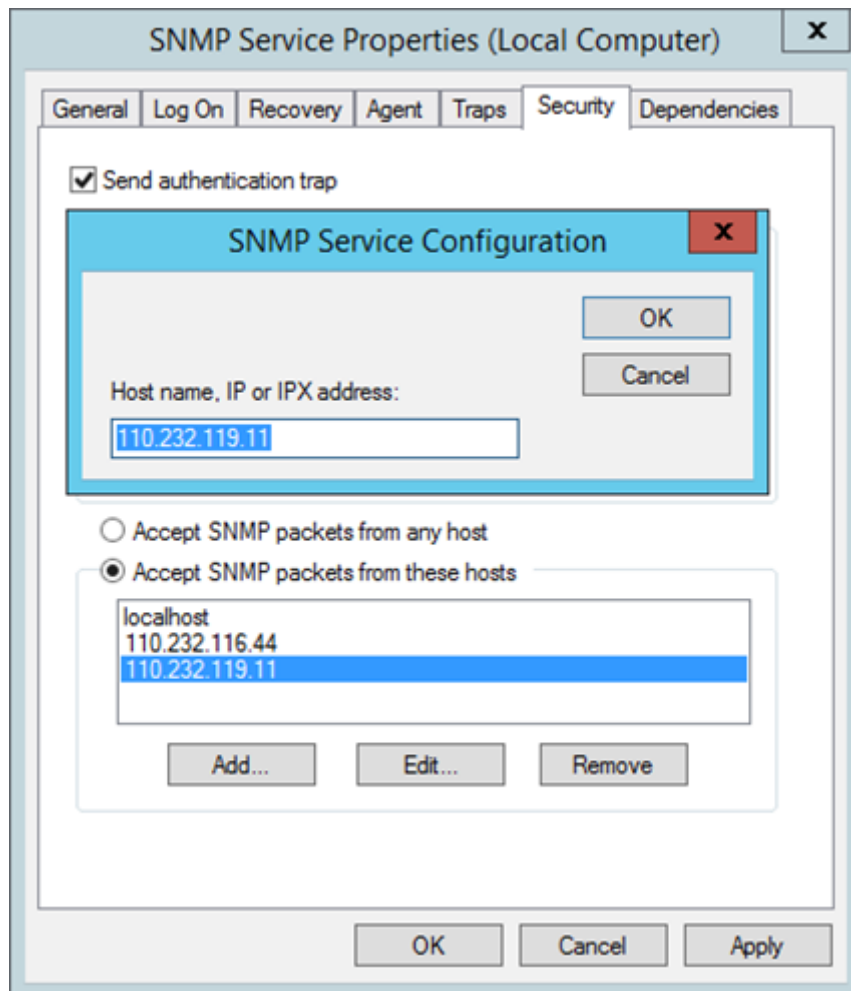 SNMP Service Properties (Local Computer) x
General Log On Recovery Agent Traps Security Dependencies
Send authentication trap
SNMP Service Configuration x
OK
Cancel
Host name, IP or IPX address:
110.232.119.11
Accept SNMP packets from any host
Accept SNMP packets from these hosts
localhost
110.232.116.44
110.232.119.11
Add... Edit... Remove
OK Cancel Apply